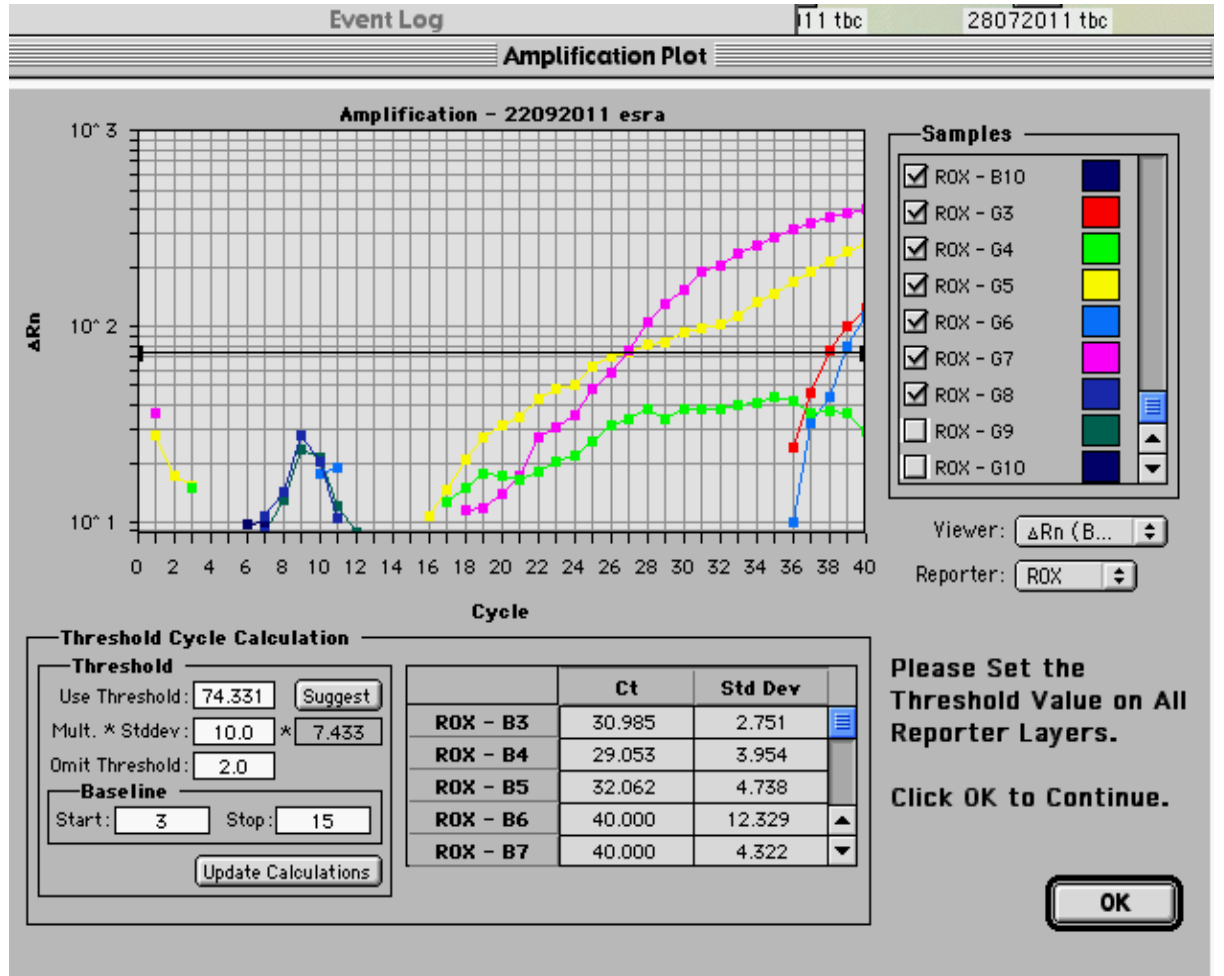 Event Log
11 tbc
28072011 tbc
Amplification Plot
Amplification - 22092011 esra
10^3
10^2
10^1
ΔRn
0 2 4 6 8 10 12 14 16 18 20 22 24 26 28 30 32 34 36 38 40
Cycle
Samples
ROX - B10
ROX - G3
ROX - G4
ROX - G5
ROX - G6
ROX - G7
ROX - G8
ROX - G9
ROX - G10
Viewer: ΔRn (B...
Reporter: ROX
Threshold Cycle Calculation
Threshold
Use Threshold: 74.331 Suggest
Mult. * Stddev: 10.0 * 7.433
Omit Threshold: 2.0
Baseline
Start: 3 Stop: 15
Update Calculations
Ct Std Dev
ROX - B3 30.985 2.751
ROX - B4 29.053 3.954
ROX - B5 32.062 4.738
ROX - B6 40.000 12.329
ROX - B7 40.000 4.322
Please Set the
Threshold Value on All
Reporter Layers.
Click OK to Continue.
OK